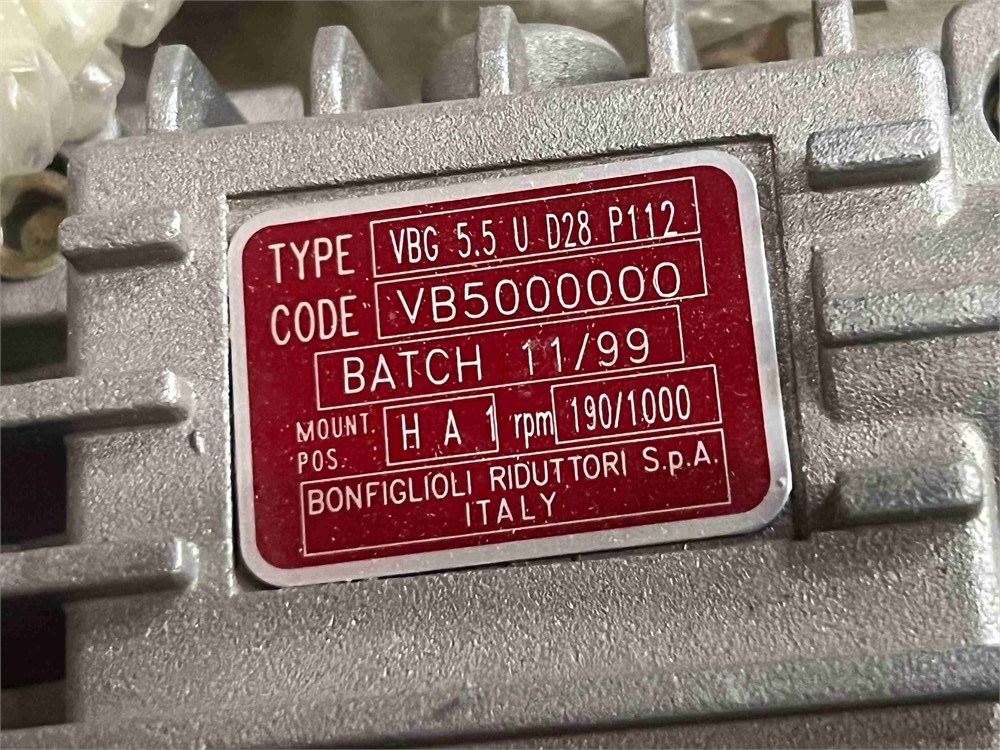 TYPE VBG 5.5 U D28 P112
CODE VB5000000
BATCH 11/99
MOUNT. POS. H A 1 rpm 190/1000
BONFIGLIOLI RIDUTTORI S.p.A.
ITALY